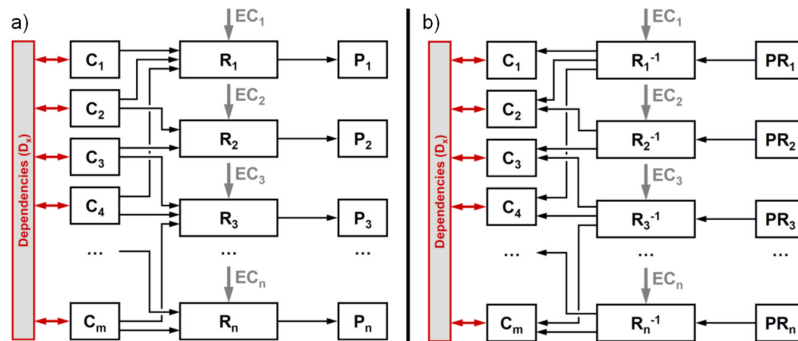 a)
EC1
C1
R1
P1
EC2
C2
R2
P2
C3
EC3
C4
R3
P3
...
...
...
ECn
Cm
Rn
Pn
Dependencies (Dx)
b)
EC1
C1
R1-1
PR1
EC2
C2
R2-1
PR2
C3
EC3
C4
R3-1
PR3
...
...
...
ECn
Cm
Rn-1
PRn
Dependencies (Dx)